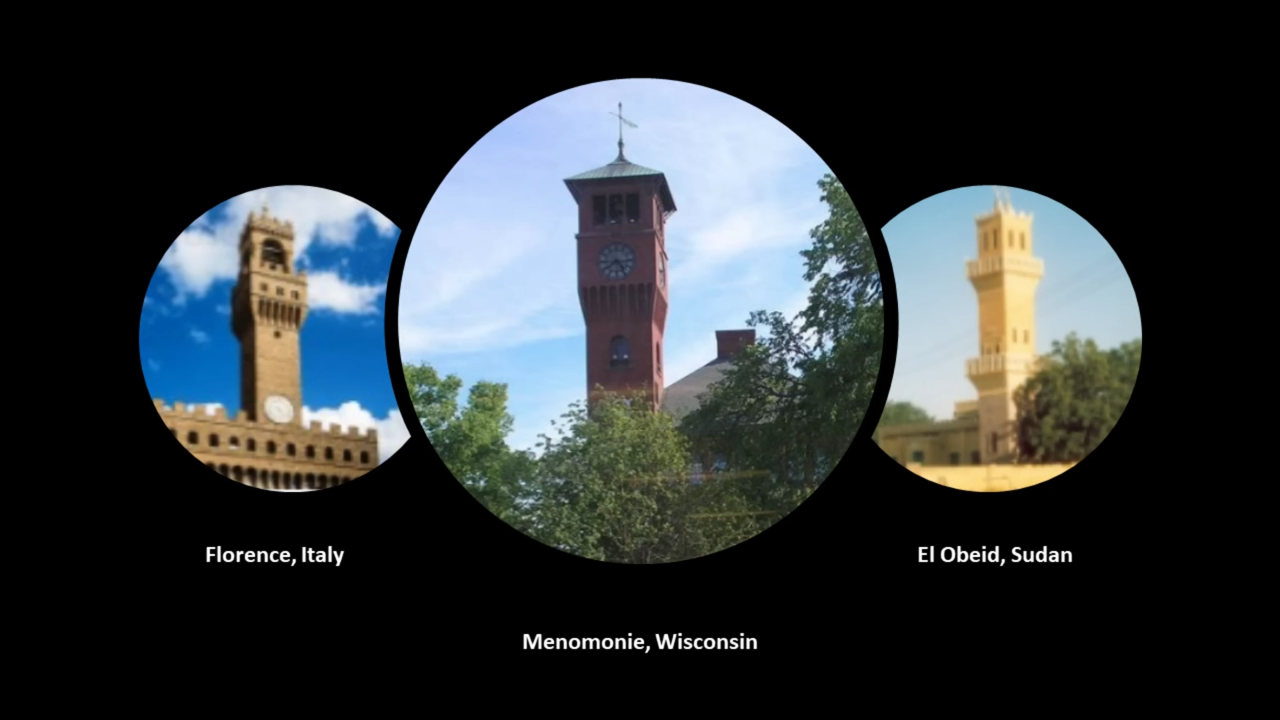 Florence, Italy
El Obeid, Sudan
Menomonie, Wisconsin